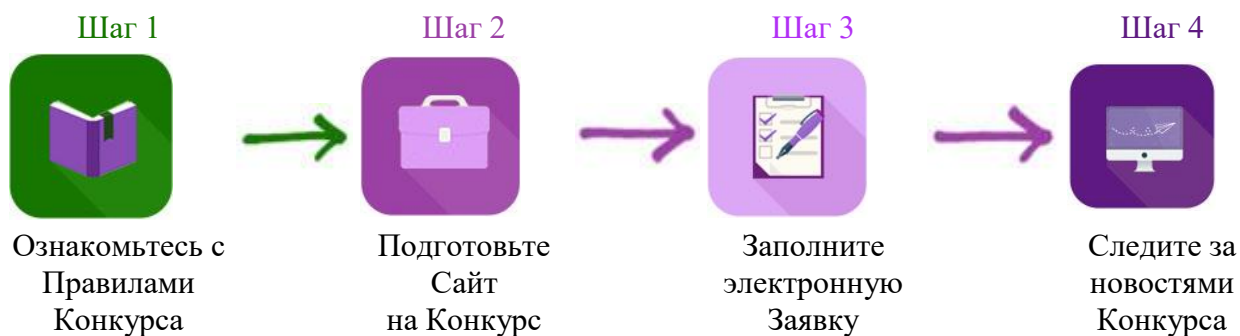 Шаг 1
Ознакомьтесь с
Правилами
Конкурса
Шаг 2
Подготовьте
Сайт
на Конкурс
Шаг 3
Заполните
электронную
Заявку
Шаг 4
Следите за
новостями
Конкурса